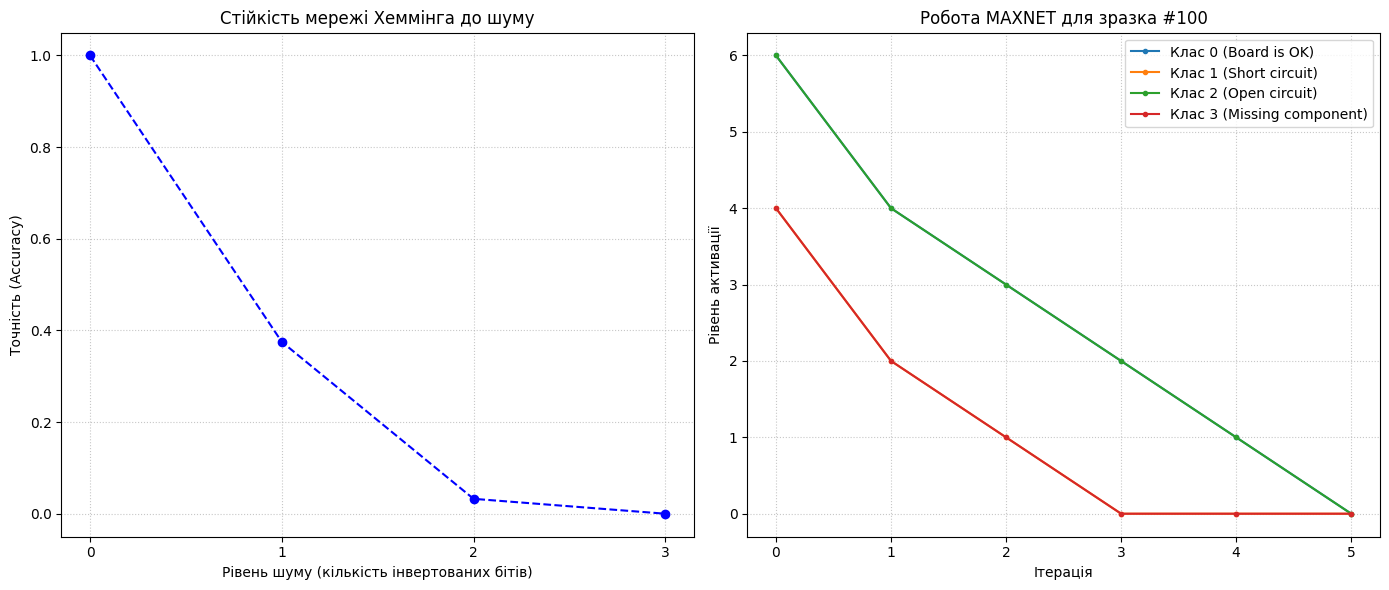 Стійкість мережі Хеммінга до шуму
1.0
0.8
0.6
0.4
0.2
0.0
Точність (Accuracy)
0 1 2 3
Рівень шуму (кількість інвертованих бітів)
Робота MAXNET для зразка #100
Клас 0 (Board is OK)
Клас 1 (Short circuit)
Клас 2 (Open circuit)
Клас 3 (Missing component)
6
5
4
3
2
1
0
Рівень активації
0 1 2 3 4 5
Ітерація